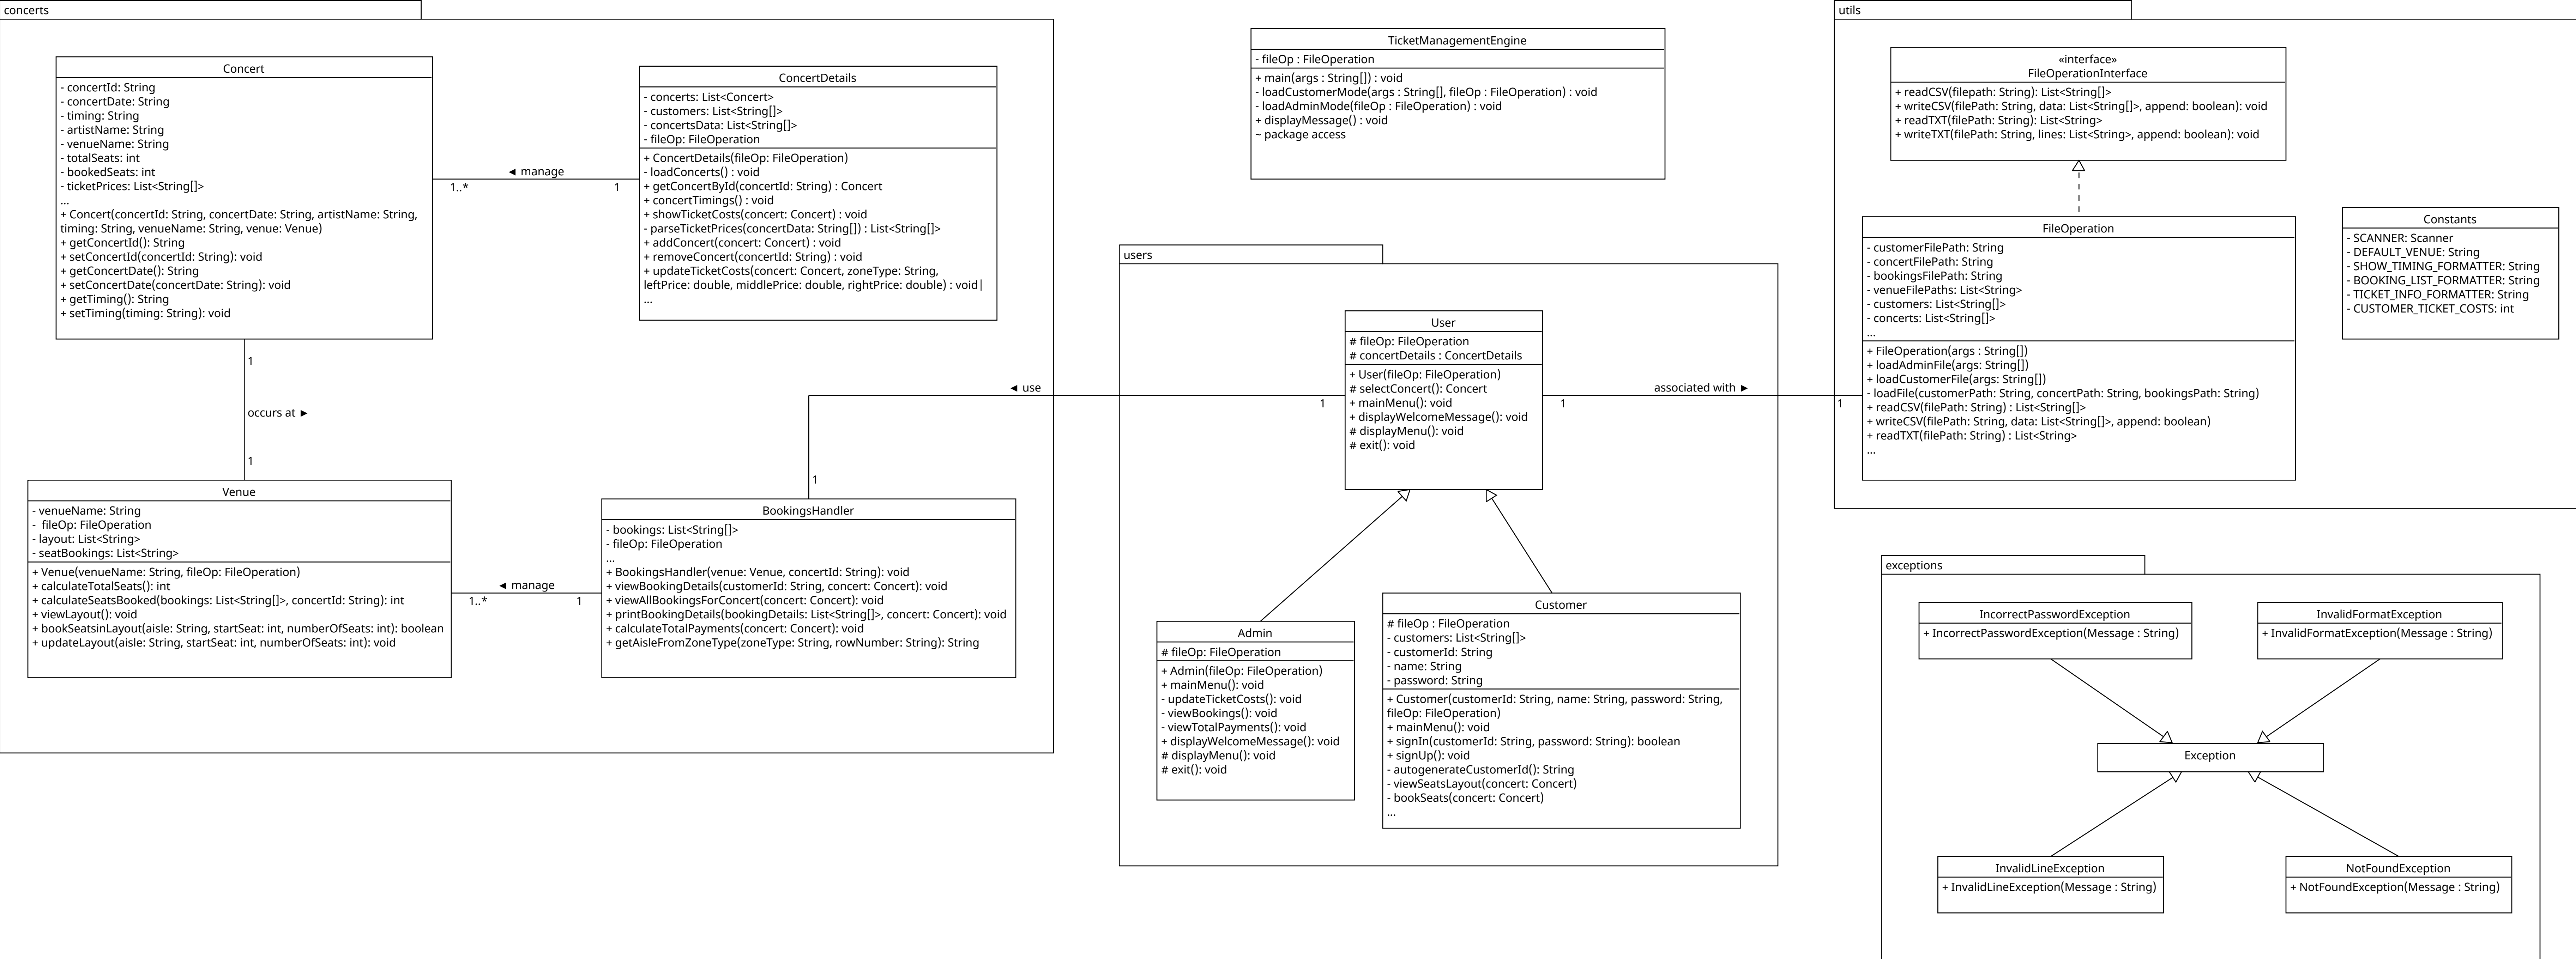 concerts
Concert
- concertId: String
- concertDate: String
- timing: String
- artistName: String
- venueName: String
- totalSeats: int
- bookedSeats: int
- ticketPrices: List<String[]>
...
+ Concert(concertId: String, concertDate: String, artistName: String,
timing: String, venueName: String, venue: Venue)
+ getConcertId(): String
+ setConcertId(concertId: String): void
+ getConcertDate(): String
+ setConcertDate(concertDate: String): void
+ getTiming(): String
+ setTiming(timing: String): void
◄ manage
1..*
1
ConcertDetails
- concerts: List<Concert>
- customers: List<String[]>
- concertsData: List<String[]>
- fileOp: FileOperation
+ ConcertDetails(fileOp: FileOperation)
- loadConcerts() : void
+ getConcertById(concertId: String) : Concert
+ concertTimings() : void
+ showTicketCosts(concert: Concert) : void
- parseTicketPrices(concertData: String[]) : List<String[]>
+ addConcert(concert: Concert) : void
+ removeConcert(concertId: String) : void
+ updateTicketCosts(concert: Concert, zoneType: String,
leftPrice: double, middlePrice: double, rightPrice: double) : void|
...
1
occurs at ►
1
Venue
- venueName: String
-  fileOp: FileOperation
- layout: List<String>
- seatBookings: List<String>
+ Venue(venueName: String, fileOp: FileOperation)
+ calculateTotalSeats(): int
+ calculateSeatsBooked(bookings: List<String[]>, concertId: String): int
+ viewLayout(): void
+ bookSeatsinLayout(aisle: String, startSeat: int, numberOfSeats: int): boolean
+ updateLayout(aisle: String, startSeat: int, numberOfSeats: int): void
◄ manage
1..*
1
BookingsHandler
- bookings: List<String[]>
- fileOp: FileOperation
...
+ BookingsHandler(venue: Venue, concertId: String): void
+ viewBookingDetails(customerId: String, concert: Concert): void
+ viewAllBookingsForConcert(concert: Concert): void
+ printBookingDetails(bookingDetails: List<String[]>, concert: Concert): void
+ calculateTotalPayments(concert: Concert): void
+ getAisleFromZoneType(zoneType: String, rowNumber: String): String
◄ use
1
1
TicketManagementEngine
- fileOp : FileOperation
+ main(args : String[]) : void
- loadCustomerMode(args : String[], fileOp : FileOperation) : void
- loadAdminMode(fileOp : FileOperation) : void
+ displayMessage() : void
~ package access
users
User
# fileOp: FileOperation
# concertDetails : ConcertDetails
+ User(fileOp: FileOperation)
# selectConcert(): Concert
+ mainMenu(): void
+ displayWelcomeMessage(): void
# displayMenu(): void
# exit(): void
associated with ►
1
1
Admin
# fileOp: FileOperation
+ Admin(fileOp: FileOperation)
+ mainMenu(): void
- updateTicketCosts(): void
- viewBookings(): void
- viewTotalPayments(): void
+ displayWelcomeMessage(): void
# displayMenu(): void
# exit(): void
Customer
# fileOp : FileOperation
- customers: List<String[]>
- customerId: String
- name: String
- password: String
+ Customer(customerId: String, name: String, password: String,
fileOp: FileOperation)
+ mainMenu(): void
+ signIn(customerId: String, password: String): boolean
+ signUp(): void
- autogenerateCustomerId(): String
- viewSeatsLayout(concert: Concert)
- bookSeats(concert: Concert)
...
utils
«interface»
FileOperationInterface
+ readCSV(filepath: String): List<String[]>
+ writeCSV(filePath: String, data: List<String[]>, append: boolean): void
+ readTXT(filePath: String): List<String>
+ writeTXT(filePath: String, lines: List<String>, append: boolean): void
FileOperation
- customerFilePath: String
- concertFilePath: String
- bookingsFilePath: String
- venueFilePaths: List<String>
- customers: List<String[]>
- concerts: List<String[]>
...
+ FileOperation(args : String[])
+ loadAdminFile(args: String[])
+ loadCustomerFile(args: String[])
- loadFile(customerPath: String, concertPath: String, bookingsPath: String)
+ readCSV(filePath: String) : List<String[]>
+ writeCSV(filePath: String, data: List<String[]>, append: boolean)
+ readTXT(filePath: String) : List<String>
...
Constants
- SCANNER: Scanner
- DEFAULT_VENUE: String
- SHOW_TIMING_FORMATTER: String
- BOOKING_LIST_FORMATTER: String
- TICKET_INFO_FORMATTER: String
- CUSTOMER_TICKET_COSTS: int
exceptions
IncorrectPasswordException
+ IncorrectPasswordException(Message : String)
InvalidFormatException
+ InvalidFormatException(Message : String)
Exception
InvalidLineException
+ InvalidLineException(Message : String)
NotFoundException
+ NotFoundException(Message : String)